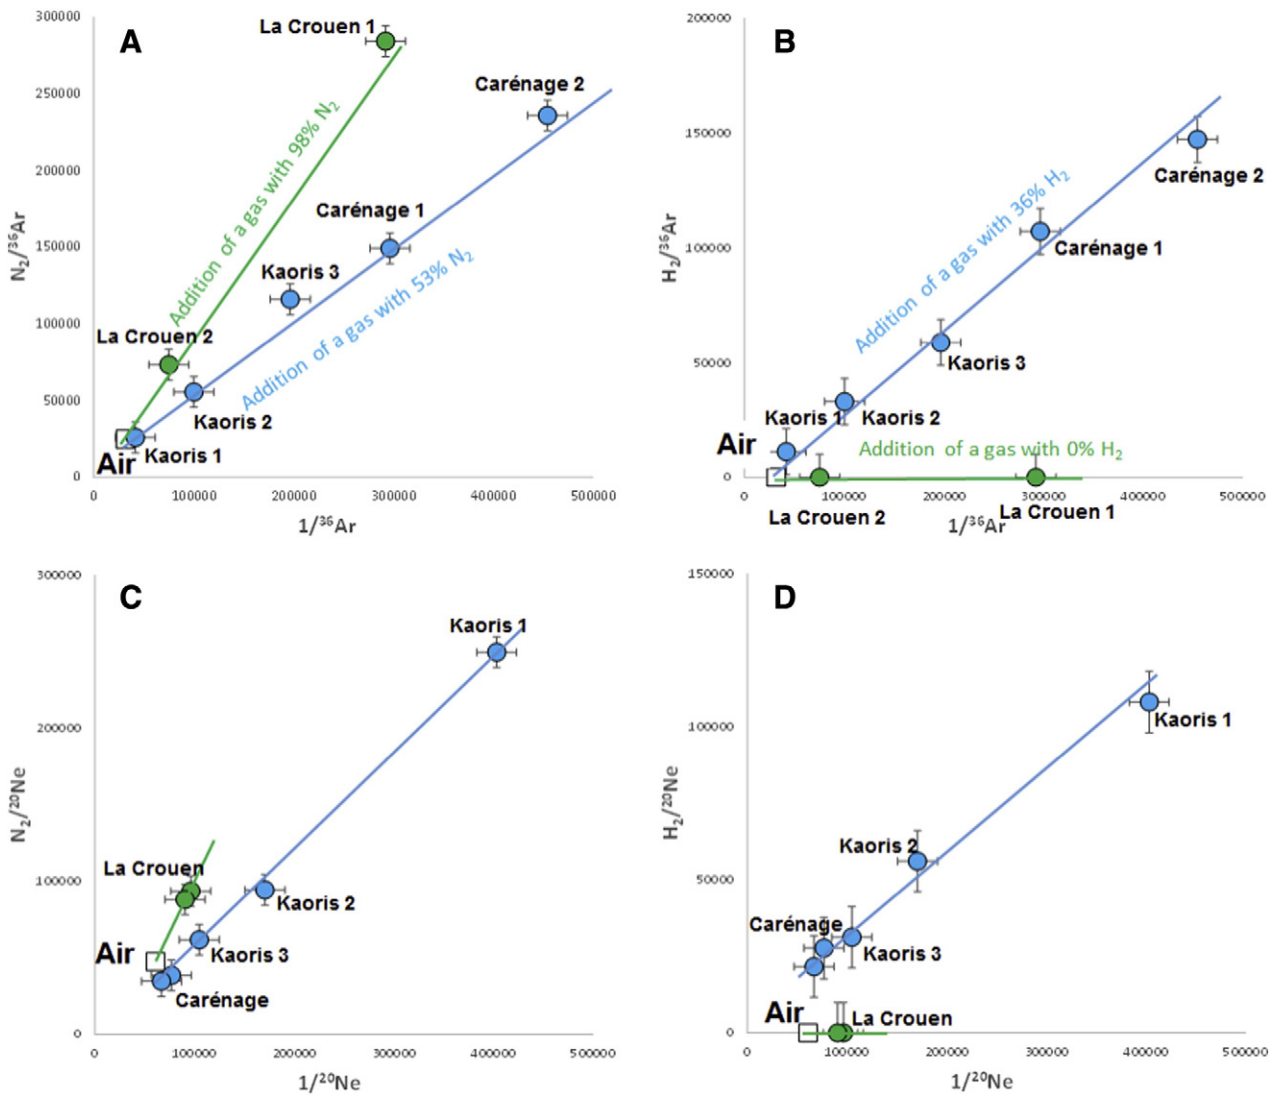 A
300000
250000
200000
150000
100000
50000
0
N2/36Ar
La Crouen 1
Carénage 2
Addition of a gas with 98% N2
Carénage 1
Kaoris 3
Addition of a gas with 53% N2
La Crouen 2
Kaoris 2
Kaoris 1
Air
0 100000 200000 300000 400000 500000
1/36Ar
B
200000
150000
100000
50000
0
H2/36Ar
Addition of a gas with 36% H2
Carénage 2
Carénage 1
Kaoris 3
Kaoris 1 Kaoris 2
Air
Addition of a gas with 0% H2
0 100000 200000 300000 400000 500000
La Crouen 2 La Crouen 1
1/36Ar
C
300000
200000
100000
0
N2/20Ne
Kaoris 1
La Crouen
Kaoris 2
Air
Kaoris 3
Carénage
0 100000 200000 300000 400000 500000
1/20Ne
D
150000
100000
50000
0
H2/20Ne
Kaoris 1
Kaoris 2
Carénage
Kaoris 3
Air
La Crouen
0 100000 200000 300000 400000 500000
1/20Ne